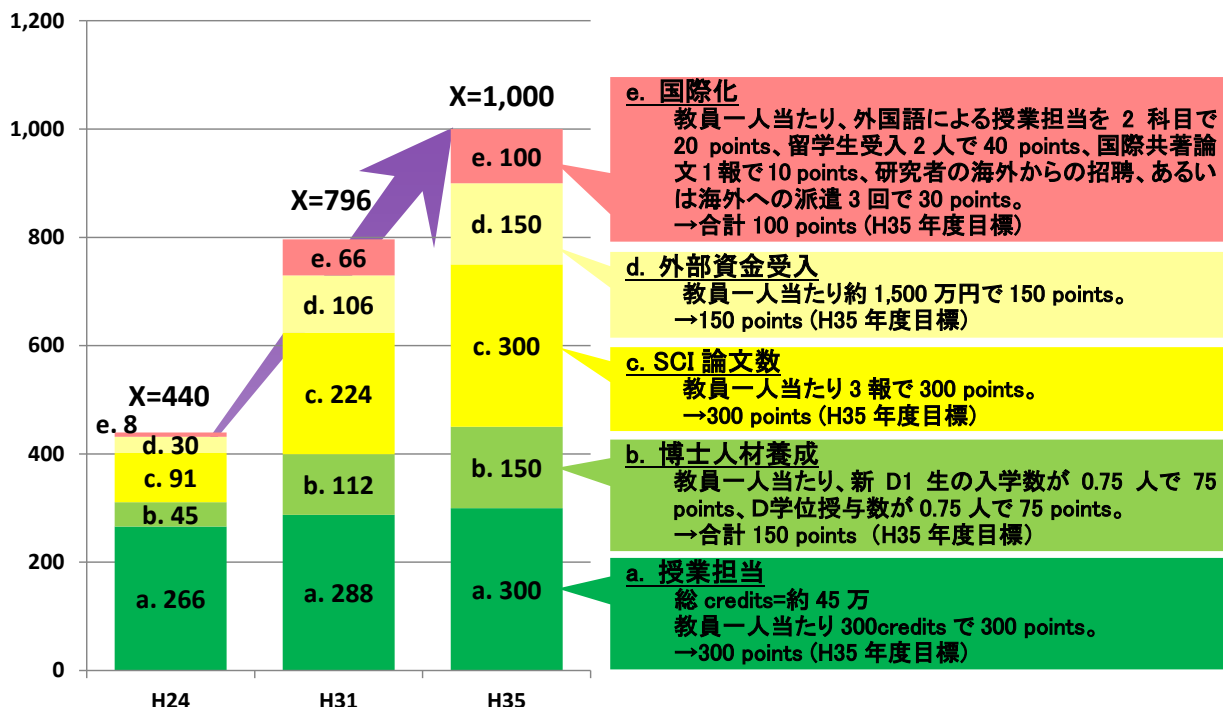 1,200
1,000
800
600
400
200
0
X=440
e. 8
d. 30
c. 91
b. 45
a. 266
H24
X=796
e. 66
d. 106
c. 224
b. 112
a. 288
H31
X=1,000
e. 100
d. 150
c. 300
b. 150
a. 300
H35
e. 国際化
教員一人当たり、外国語による授業担当を 2 科目で
20 points、留学生受入 2 人で 40 points、国際共著論
文 1 報で 10 points、研究者の海外からの招聘、あるい
は海外への派遣 3 回で 30 points。
→合計 100 points (H35 年度目標)
d. 外部資金受入
教員一人当たり約 1,500 万円で 150 points。
→150 points (H35 年度目標)
c. SCI 論文数
教員一人当たり 3 報で 300 points。
→300 points (H35 年度目標)
b. 博士人材養成
教員一人当たり、新 D1 生の入学数が 0.75 人で 75
points、D学位授与数が 0.75 人で 75 points。
→合計 150 points (H35 年度目標)
a. 授業担当
総 credits=約 45 万
教員一人当たり 300credits で 300 points。
→300 points (H35 年度目標)